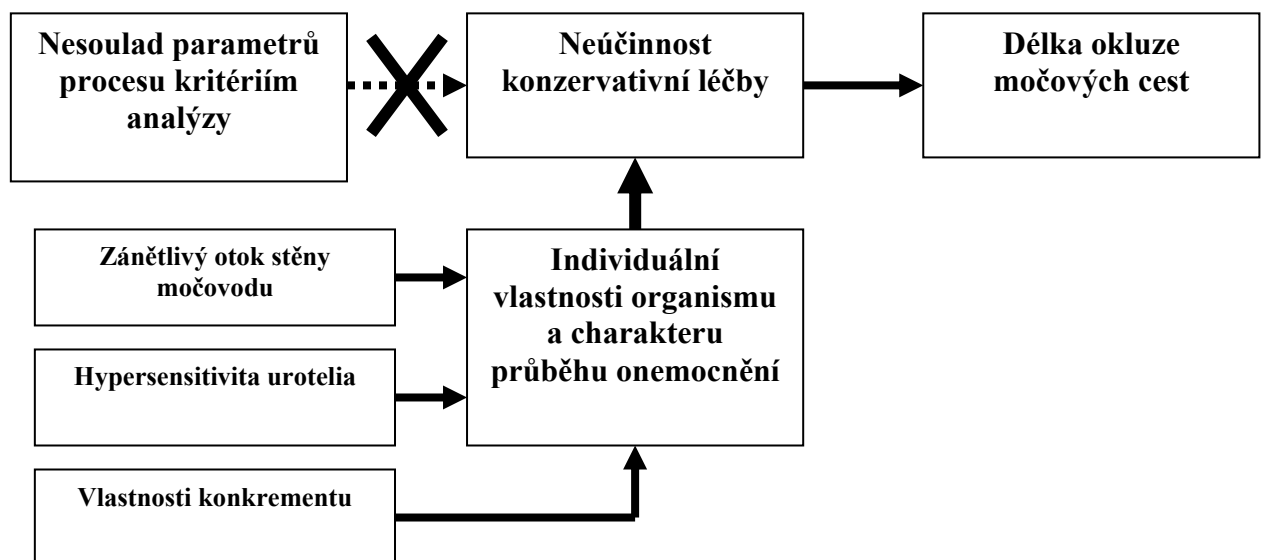 Nesoulad parametrů
procesu kritériím
analýzy
Neúčinnost
konzervativní léčby
Délka okluze
močových cest
Zánětlivý otok stěny
močovodu
Hypersensitivita urotelia
Vlastnosti konkrementu
Individuální
vlastnosti organismu
a charakteru
průběhu onemocnění